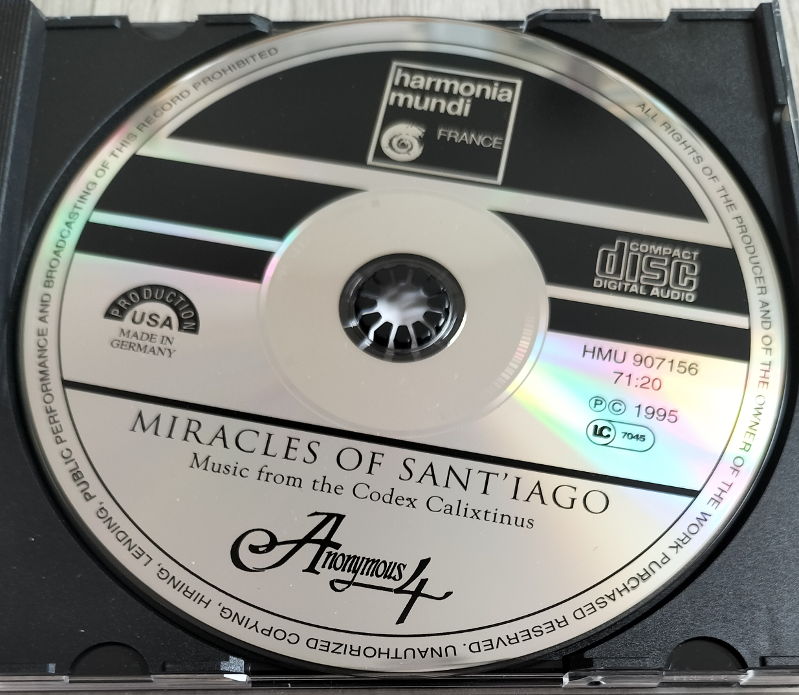 harmonia
mundi
FRANCE
COMPACT
disc
DIGITAL AUDIO
PRODUCTION
USA
MADE IN
GERMANY
HMU 907156
71:20
Ⓟ© 1995
LC 7045
MIRACLES OF SANT'IAGO
Music from the Codex Calixtinus
Anonymous 4
ALL RIGHTS OF THE PRODUCER AND OF THE OWNER OF THE WORK PURCHASED RESERVED. UNAUTHORIZED COPYING, HIRING, LENDING, PUBLIC PERFORMANCE AND BROADCASTING OF THIS RECORD PROHIBITED